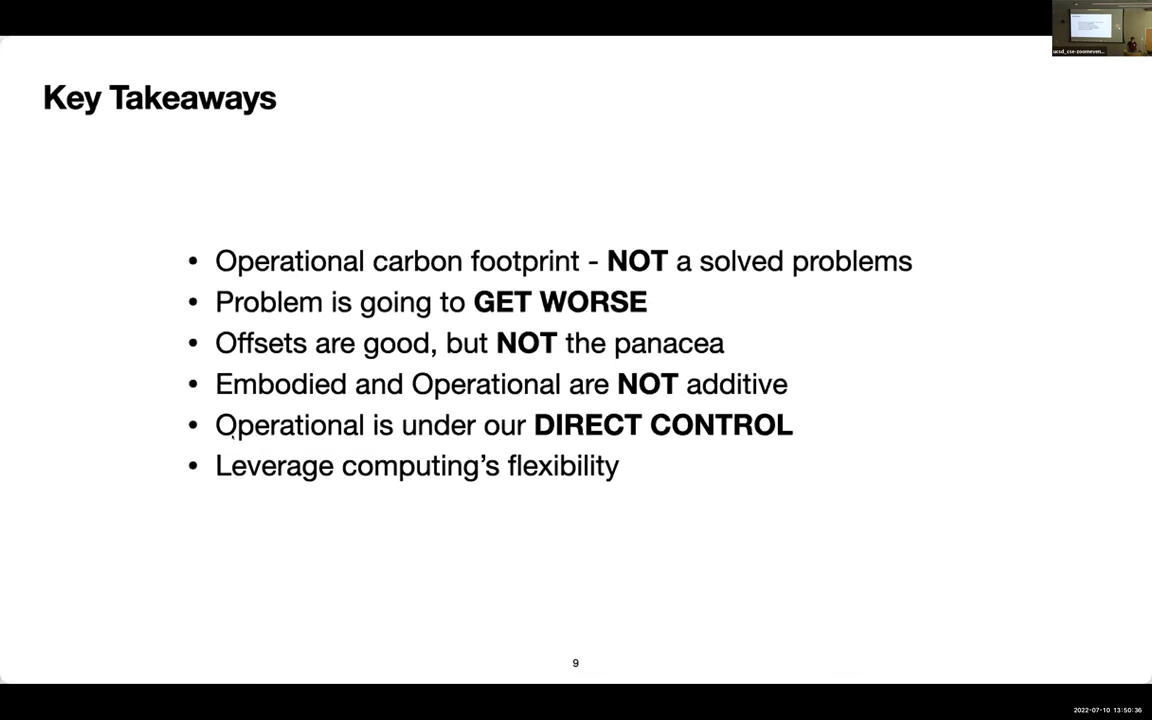 ucsd_cse-zoomeven...
Key Takeaways
• Operational carbon footprint - NOT a solved problems
• Problem is going to GET WORSE
• Offsets are good, but NOT the panacea
• Embodied and Operational are NOT additive
• Operational is under our DIRECT CONTROL
• Leverage computing’s flexibility
9
2022-07-10 13:50:36